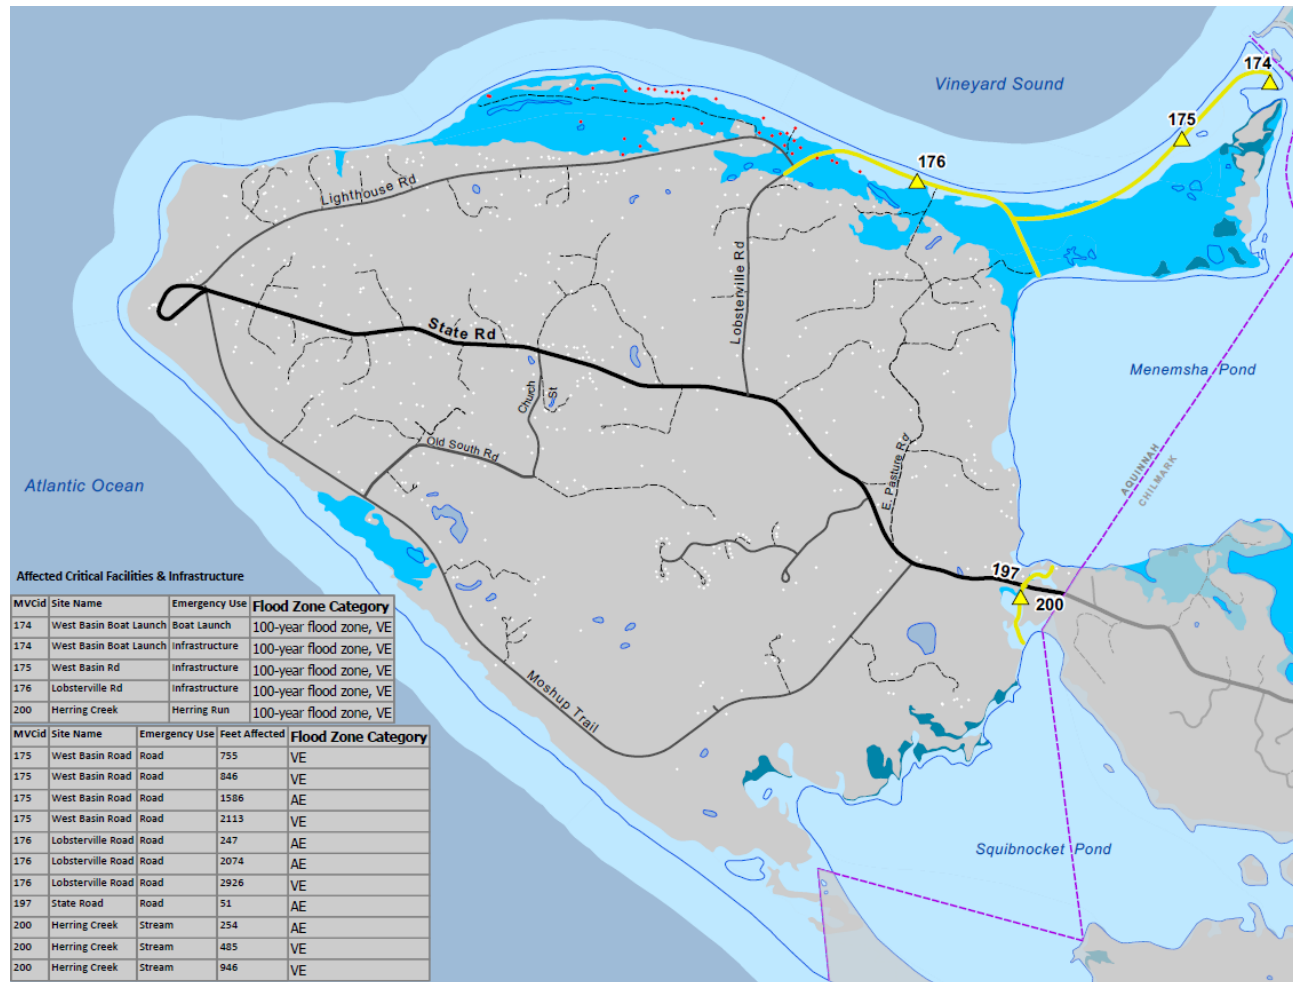 Vineyard Sound
174
175
176
Lighthouse Rd
Lobsterville Rd
State Rd
Menemsha Pond
Church St
Old South Rd
E. Pasture Rd
AQUINNAH
CHILMARK
Atlantic Ocean
197
200
Moshup Trail
Squibnocket Pond
Affected Critical Facilities & Infrastructure
MVCid Site Name Emergency Use Flood Zone Category
174 West Basin Boat Launch Boat Launch 100-year flood zone, VE
174 West Basin Boat Launch Infrastructure 100-year flood zone, VE
175 West Basin Rd Infrastructure 100-year flood zone, VE
176 Lobsterville Rd Infrastructure 100-year flood zone, VE
200 Herring Creek Herring Run 100-year flood zone, VE
MVCid Site Name Emergency Use Feet Affected Flood Zone Category
175 West Basin Road Road 755 VE
175 West Basin Road Road 846 VE
175 West Basin Road Road 1586 AE
175 West Basin Road Road 2113 VE
176 Lobsterville Road Road 247 AE
176 Lobsterville Road Road 2074 AE
176 Lobsterville Road Road 2926 VE
197 State Road Road 51 AE
200 Herring Creek Stream 254 AE
200 Herring Creek Stream 485 VE
200 Herring Creek Stream 946 VE